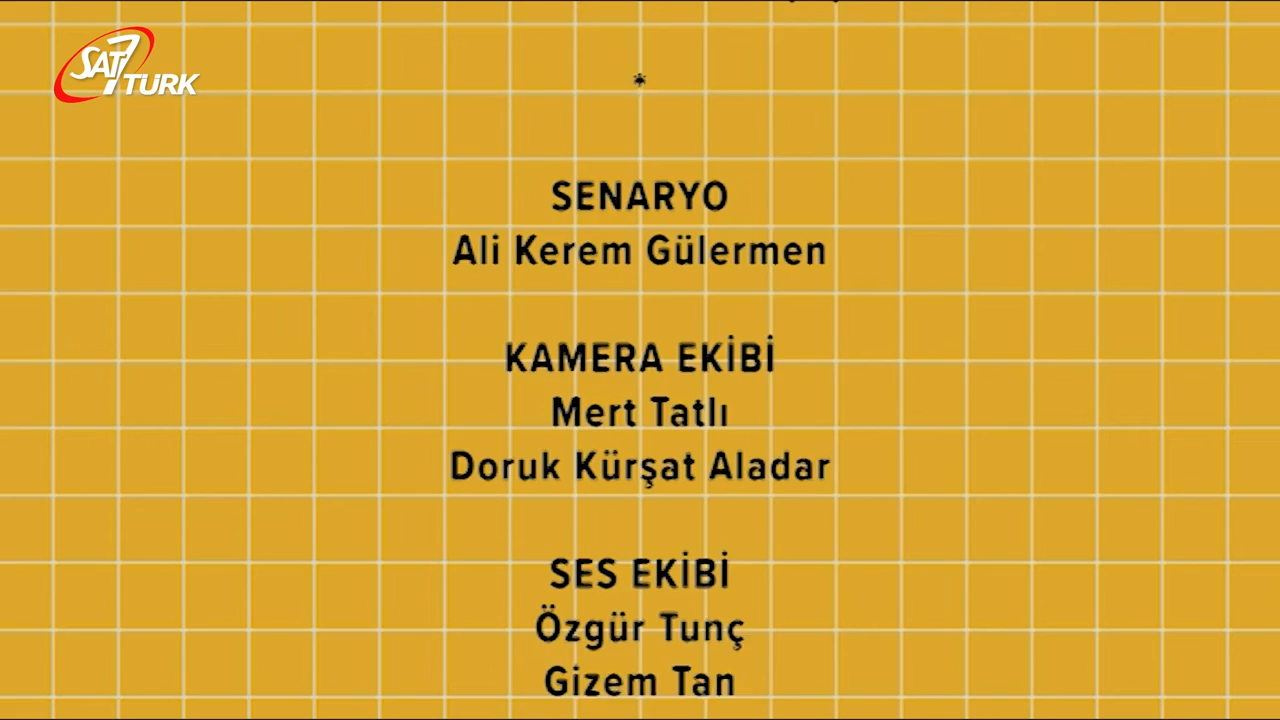 SAT7 TÜRK
*
SENARYO
Ali Kerem Gülermen
KAMERA EKİBİ
Mert Tatlı
Doruk Kürşat Aladar
SES EKİBİ
Özgür Tunç
Gizem Tan